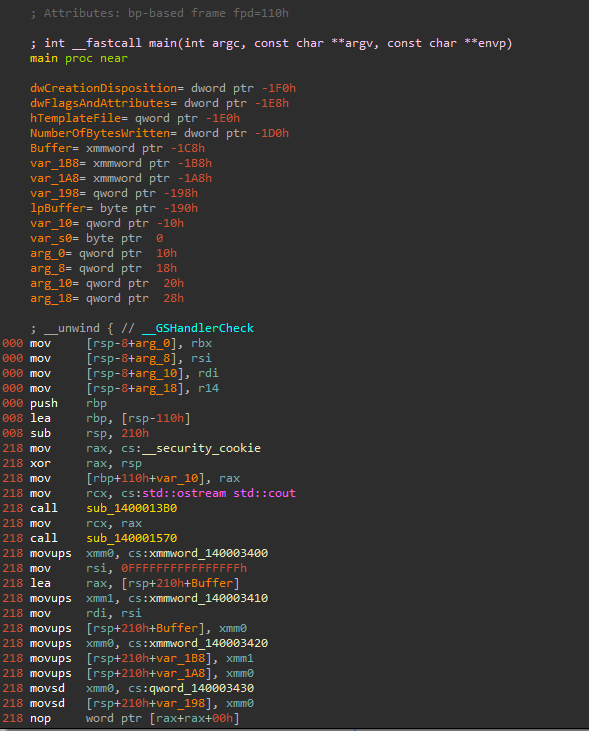 ; Attributes: bp-based frame fpd=110h
; int __fastcall main(int argc, const char **argv, const char **envp)
main proc near
dwCreationDisposition= dword ptr -1F0h
dwFlagsAndAttributes= dword ptr -1E8h
hTemplateFile= qword ptr -1E0h
NumberOfBytesWritten= dword ptr -1D0h
Buffer= xmmword ptr -1C8h
var_1B8= xmmword ptr -1B8h
var_1A8= xmmword ptr -1A8h
var_198= qword ptr -198h
lpBuffer= byte ptr -190h
var_10= qword ptr -10h
var_s0= byte ptr  0
arg_0= qword ptr  10h
arg_8= qword ptr  18h
arg_10= qword ptr  20h
arg_18= qword ptr  28h
; __unwind { // __GSHandlerCheck
000 mov     [rsp-8+arg_0], rbx
000 mov     [rsp-8+arg_8], rsi
000 mov     [rsp-8+arg_10], rdi
000 mov     [rsp-8+arg_18], r14
000 push    rbp
008 lea     rbp, [rsp-110h]
008 sub     rsp, 210h
218 mov     rax, cs:__security_cookie
218 xor     rax, rsp
218 mov     [rbp+110h+var_10], rax
218 mov     rcx, cs:std::ostream std::cout
218 call    sub_1400013B0
218 mov     rcx, rax
218 call    sub_140001570
218 movups  xmm0, cs:xmmword_140003400
218 mov     rsi, 0FFFFFFFFFFFFFFFFh
218 lea     rax, [rsp+210h+Buffer]
218 movups  xmm1, cs:xmmword_140003410
218 mov     rdi, rsi
218 movups  [rsp+210h+Buffer], xmm0
218 movups  xmm0, cs:xmmword_140003420
218 movups  [rsp+210h+var_1B8], xmm1
218 movups  [rsp+210h+var_1A8], xmm0
218 movsd   xmm0, cs:qword_140003430
218 movsd   [rsp+210h+var_198], xmm0
218 nop     word ptr [rax+rax+00h]